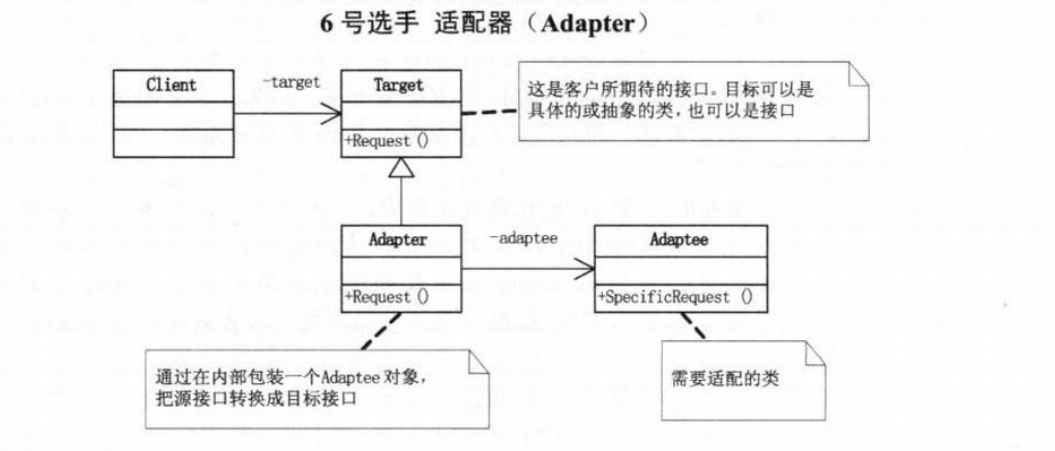 6 号选手 适配器（Adapter）
Client
-target
Target
+Request()
这是客户所期待的接口。目标可以是
具体的或抽象的类，也可以是接口
Adapter
+Request()
-adaptee
Adaptee
+SpecificRequest ()
通过在内部包装一个Adaptee对象，
把源接口转换成目标接口
需要适配的类